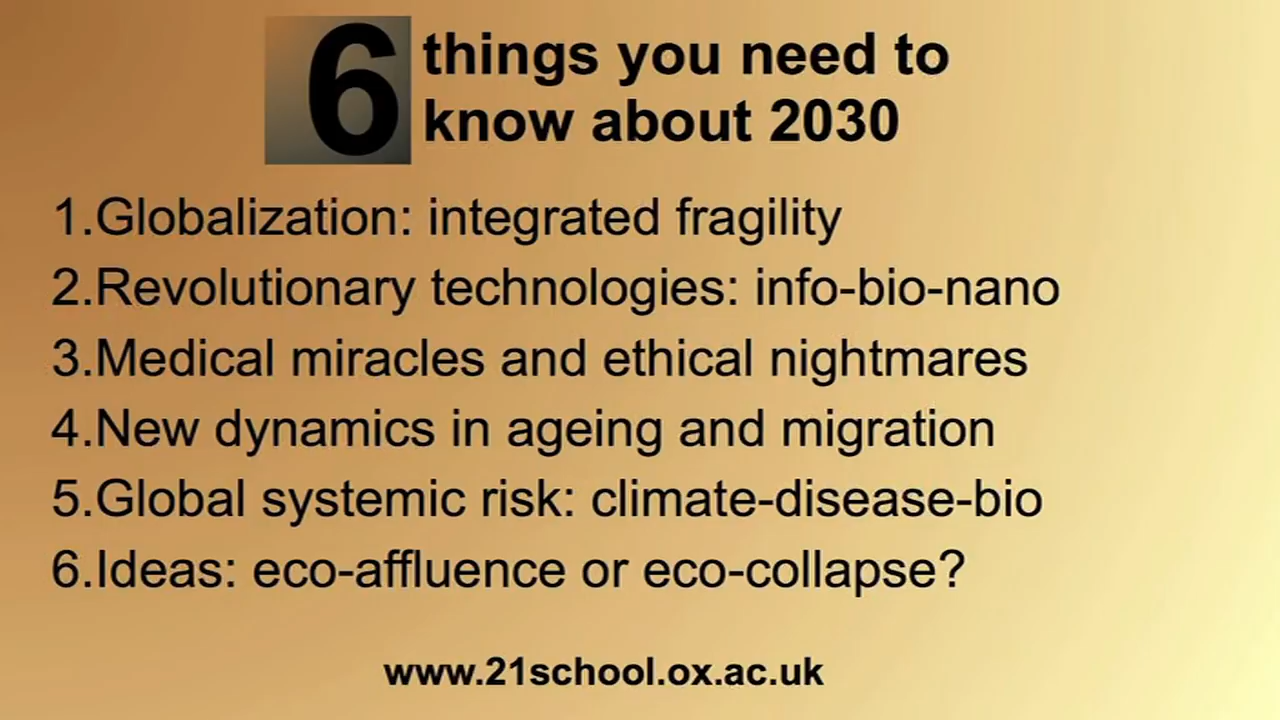 6 things you need to
know about 2030
1.Globalization: integrated fragility
2.Revolutionary technologies: info-bio-nano
3.Medical miracles and ethical nightmares
4.New dynamics in ageing and migration
5.Global systemic risk: climate-disease-bio
6.Ideas: eco-affluence or eco-collapse?
www.21school.ox.ac.uk